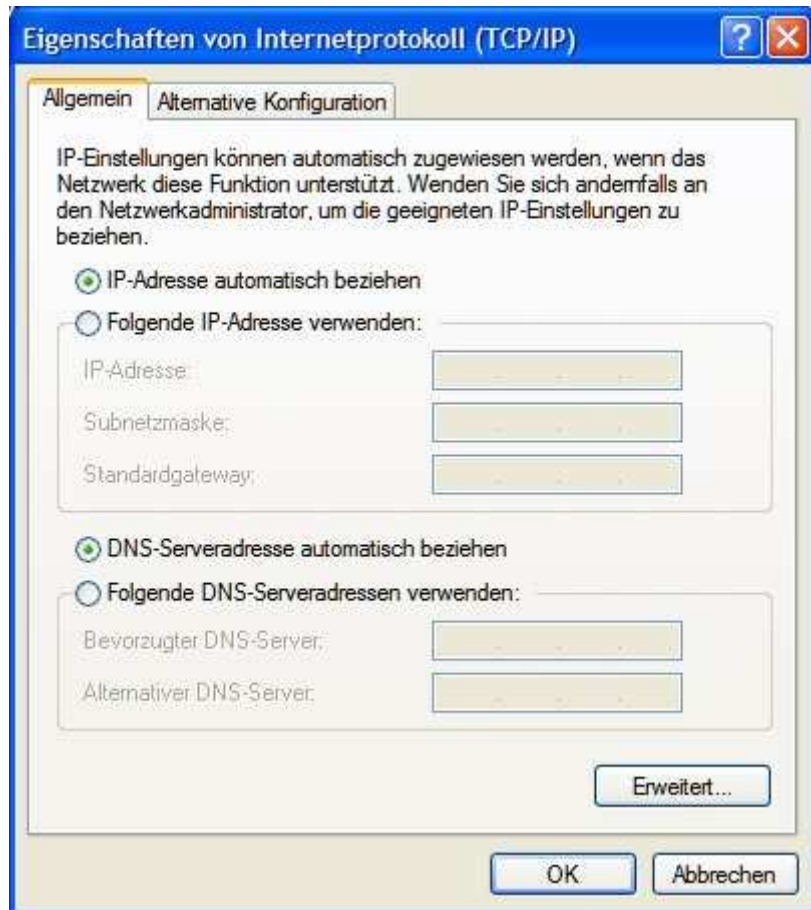 Eigenschaften von Internetprotokoll (TCP/IP)
Allgemein
Alternative Konfiguration
IP-Einstellungen können automatisch zugewiesen werden, wenn das
Netzwerk diese Funktion unterstützt. Wenden Sie sich andernfalls an
den Netzwerkadministrator, um die geeigneten IP-Einstellungen zu
beziehen.
IP-Adresse automatisch beziehen
Folgende IP-Adresse verwenden:
IP-Adresse:
Subnetzmaske:
Standardgateway:
DNS-Serveradresse automatisch beziehen
Folgende DNS-Serveradressen verwenden:
Bevorzugter DNS-Server:
Alternativer DNS-Server:
Erweitert...
OK
Abbrechen